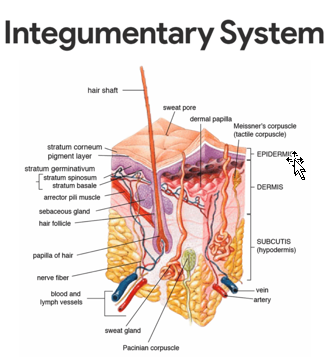 Integumentary System
hair shaft
sweat pore
dermal papilla
Meissner's corpuscle
(tactile corpuscle)
stratum corneum
pigment layer
EPIDERMIS
stratum germinativum
stratum spinosum
stratum basale
DERMIS
arrector pili muscle
sebaceous gland
hair follicle
SUBCUTIS
(hypodermis)
papilla of hair
nerve fiber
blood and
lymph vessels
vein
artery
sweat gland
Pacinian corpuscle